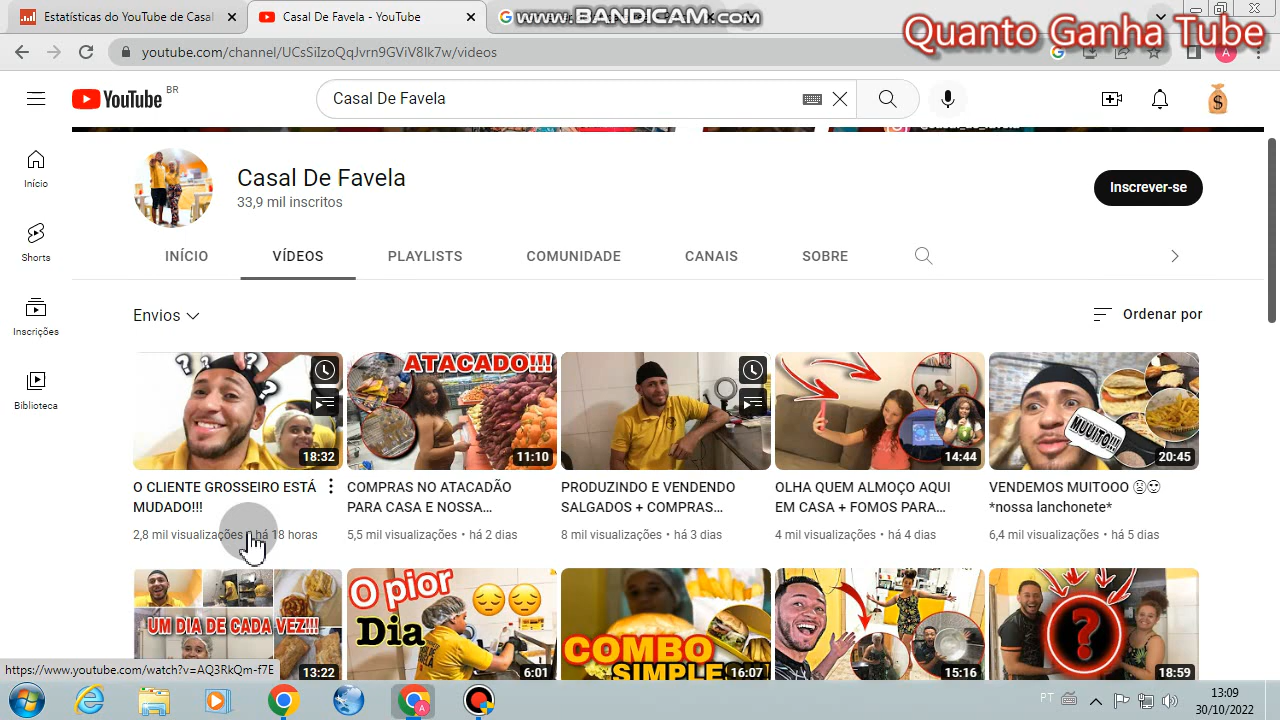 Estatísticas do YouTube de Casal
Casal De Favela - YouTube
www.BANDICAM.com
Quanto Ganha Tube
youtube.com/channel/UCsSiIzoQqJvrn9GViV8Ik7w/videos
YouTube BR
Casal De Favela
Início
Shorts
Inscrições
Biblioteca
Casal De Favela
33,9 mil inscritos
Inscrever-se
INÍCIO
VÍDEOS
PLAYLISTS
COMUNIDADE
CANAIS
SOBRE
Envios
Ordenar por
? ? ? ?
18:32
ATACADO!!!
11:10
14:44
MUUITO!!
20:45
O CLIENTE GROSSEIRO ESTÁ
MUDADO!!!
2,8 mil visualizações há 18 horas
COMPRAS NO ATACADÃO
PARA CASA E NOSSA...
5,5 mil visualizações • há 2 dias
PRODUZINDO E VENDENDO
SALGADOS + COMPRAS...
8 mil visualizações • há 3 dias
OLHA QUEM ALMOÇO AQUI
EM CASA + FOMOS PARA...
4 mil visualizações • há 4 dias
VENDEMOS MUITOOO 😰😍
*nossa lanchonete*
6,4 mil visualizações • há 5 dias
UM DIA DE CADA VEZ!!!
13:22
O pior
Dia
6:01
COMBO
SIMPLE
16:07
15:16
?
18:59
https://www.youtube.com/watch?v=AQ3RkQm-f7E
PT
13:09
30/10/2022